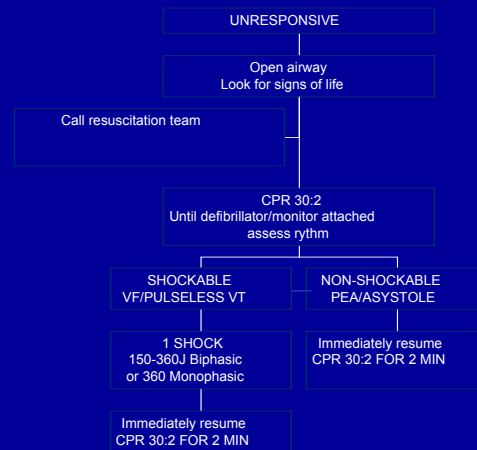 UNRESPONSIVE
Open airway
Look for signs of life
Call resuscitation team
CPR 30:2
Until defibrillator/monitor attached
assess rythm
SHOCKABLE
VF/PULSELESS VT
NON-SHOCKABLE
PEA/ASYSTOLE
1 SHOCK
150-360J Biphasic
or 360 Monophasic
Immediately resume
CPR 30:2 FOR 2 MIN
Immediately resume
CPR 30:2 FOR 2 MIN